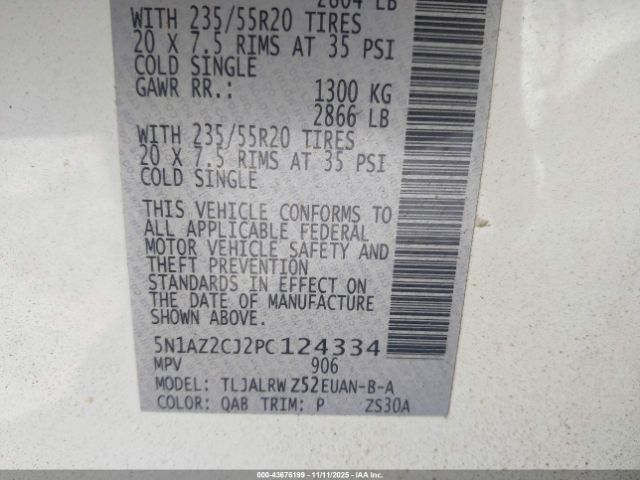 2604 LB
WITH 235/55R20 TIRES
20 X 7.5 RIMS AT 35 PSI
COLD SINGLE
GAWR RR.: 1300 KG
2866 LB
WITH 235/55R20 TIRES
20 X 7.5 RIMS AT 35 PSI
COLD SINGLE
THIS VEHICLE CONFORMS TO
ALL APPLICABLE FEDERAL
MOTOR VEHICLE SAFETY AND
THEFT PREVENTION
STANDARDS IN EFFECT ON
THE DATE OF MANUFACTURE
SHOWN ABOVE.
5N1AZ2CJ2PC124334
MPV 906
MODEL: TLJALRW Z52EUAN-B-A
COLOR: QAB TRIM: P ZS30A
000-43676199 - 11/11/2025 - IAA Inc. - Copyright